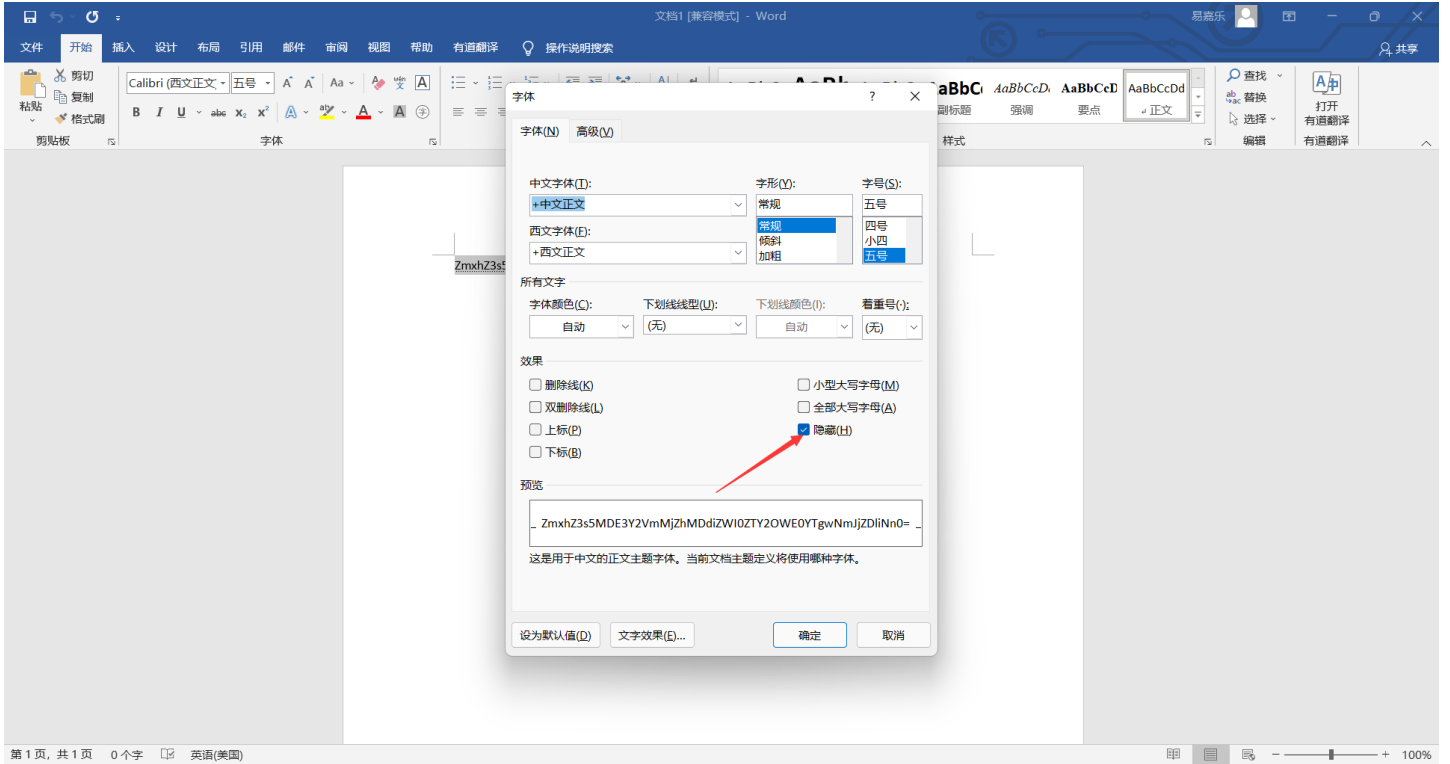 文档1 [兼容模式] - Word
易嘉乐
文件 开始 插入 设计 布局 引用 邮件 审阅 视图 帮助 有道翻译 操作说明搜索 共享
粘贴
剪切
复制
格式刷
剪贴板
Calibri (西文正文 五号
字体
副标题
AaBbCcD
强调
AaBbCcD
要点
AaBbCcDd
正文
样式
查找
替换
选择
编辑
打开
有道翻译
有道翻译
ZmxhZ3s5
字体
字体(N) 高级(V)
中文字体(T): 字形(Y): 字号(S):
+中文正文 常规 五号
西文字体(F):
+西文正文
常规
倾斜
加粗
四号
小四
五号
所有文字
字体颜色(C): 下划线线型(U): 下划线颜色(I): 着重号(·):
自动 (无) 自动 (无)
效果
删除线(K) 小型大写字母(M)
双删除线(L) 全部大写字母(A)
上标(P) 隐藏(H)
下标(B)
预览
ZmxhZ3s5MDE3Y2VmMjZhMDdiZWI0ZTY2OWE0YTgwNmJjZDliNn0=
这是用于中文的正文主题字体。当前文档主题定义将使用哪种字体。
设为默认值(D) 文字效果(E)... 确定 取消
第1页，共1页 0个字 英语(美国) 100%